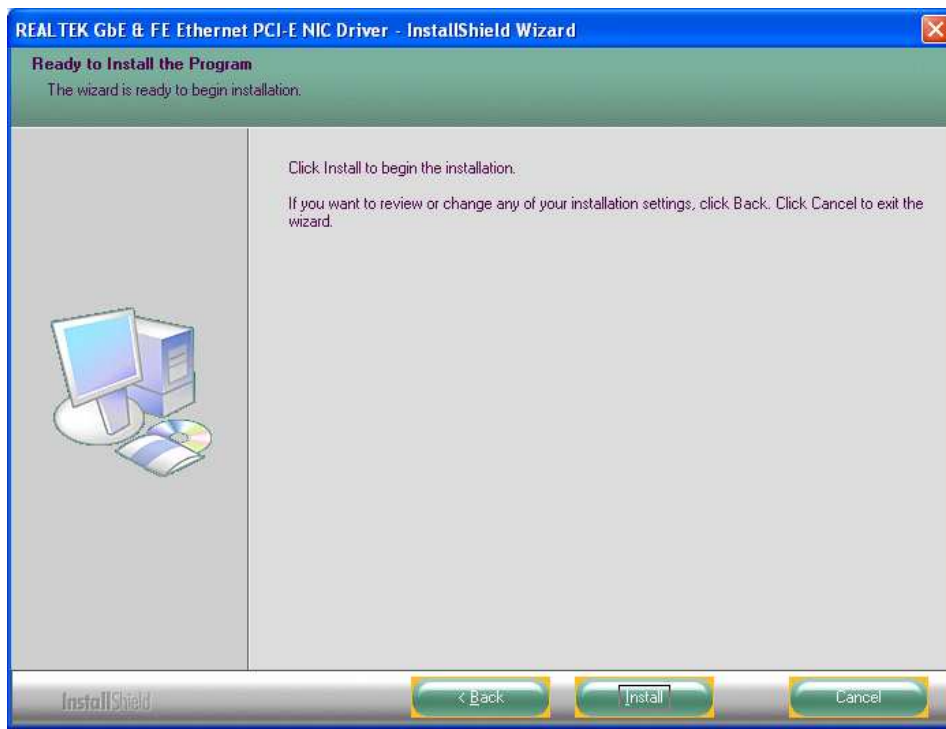 REALTEK GbE & FE Ethernet PCI-E NIC Driver - InstallShield Wizard
Ready to Install the Program
The wizard is ready to begin installation.
Click Install to begin the installation.
If you want to review or change any of your installation settings, click Back. Click Cancel to exit the
wizard.
InstallShield
< Back
Install
Cancel